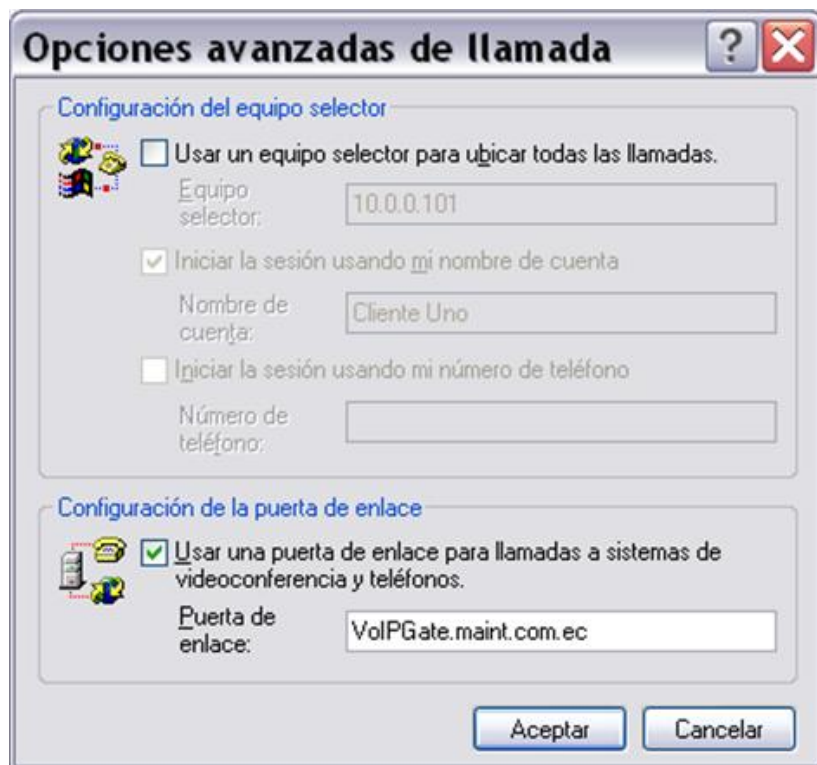 Opciones avanzadas de llamada
Configuración del equipo selector
Usar un equipo selector para ubicar todas las llamadas.
Equipo
selector:
10.0.0.101
Iniciar la sesión usando mi nombre de cuenta
Nombre de
cuenta:
Cliente Uno
Iniciar la sesión usando mi número de teléfono
Número de
teléfono:
Configuración de la puerta de enlace
Usar una puerta de enlace para llamadas a sistemas de
videoconferencia y teléfonos.
Puerta de
enlace:
VoIPGate.maint.com.ec
Aceptar
Cancelar